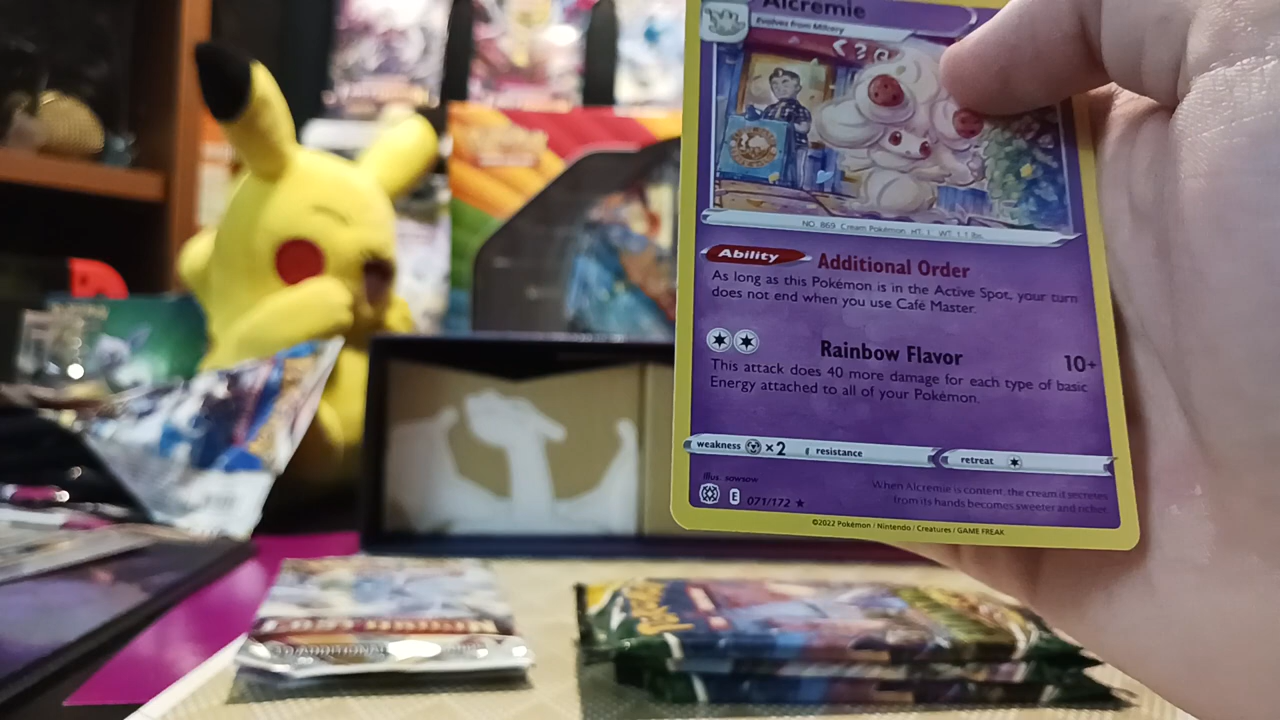 Alcremie
Evolves from Milcery
NO. 869 Cream Pokémon HT: 1' WT: 1.1 lbs.
Ability Additional Order
As long as this Pokémon is in the Active Spot, your turn
does not end when you use Café Master.
Rainbow Flavor 10+
This attack does 40 more damage for each type of basic
Energy attached to all of your Pokémon.
weakness ×2 resistance retreat
Illus. sowsow
When Alcremie is content, the cream it secretes
from its hands becomes sweeter and richer.
E 071/172 ★
©2022 Pokémon / Nintendo / Creatures / GAME FREAK
LOST ORIGIN
10 ADDITIONAL